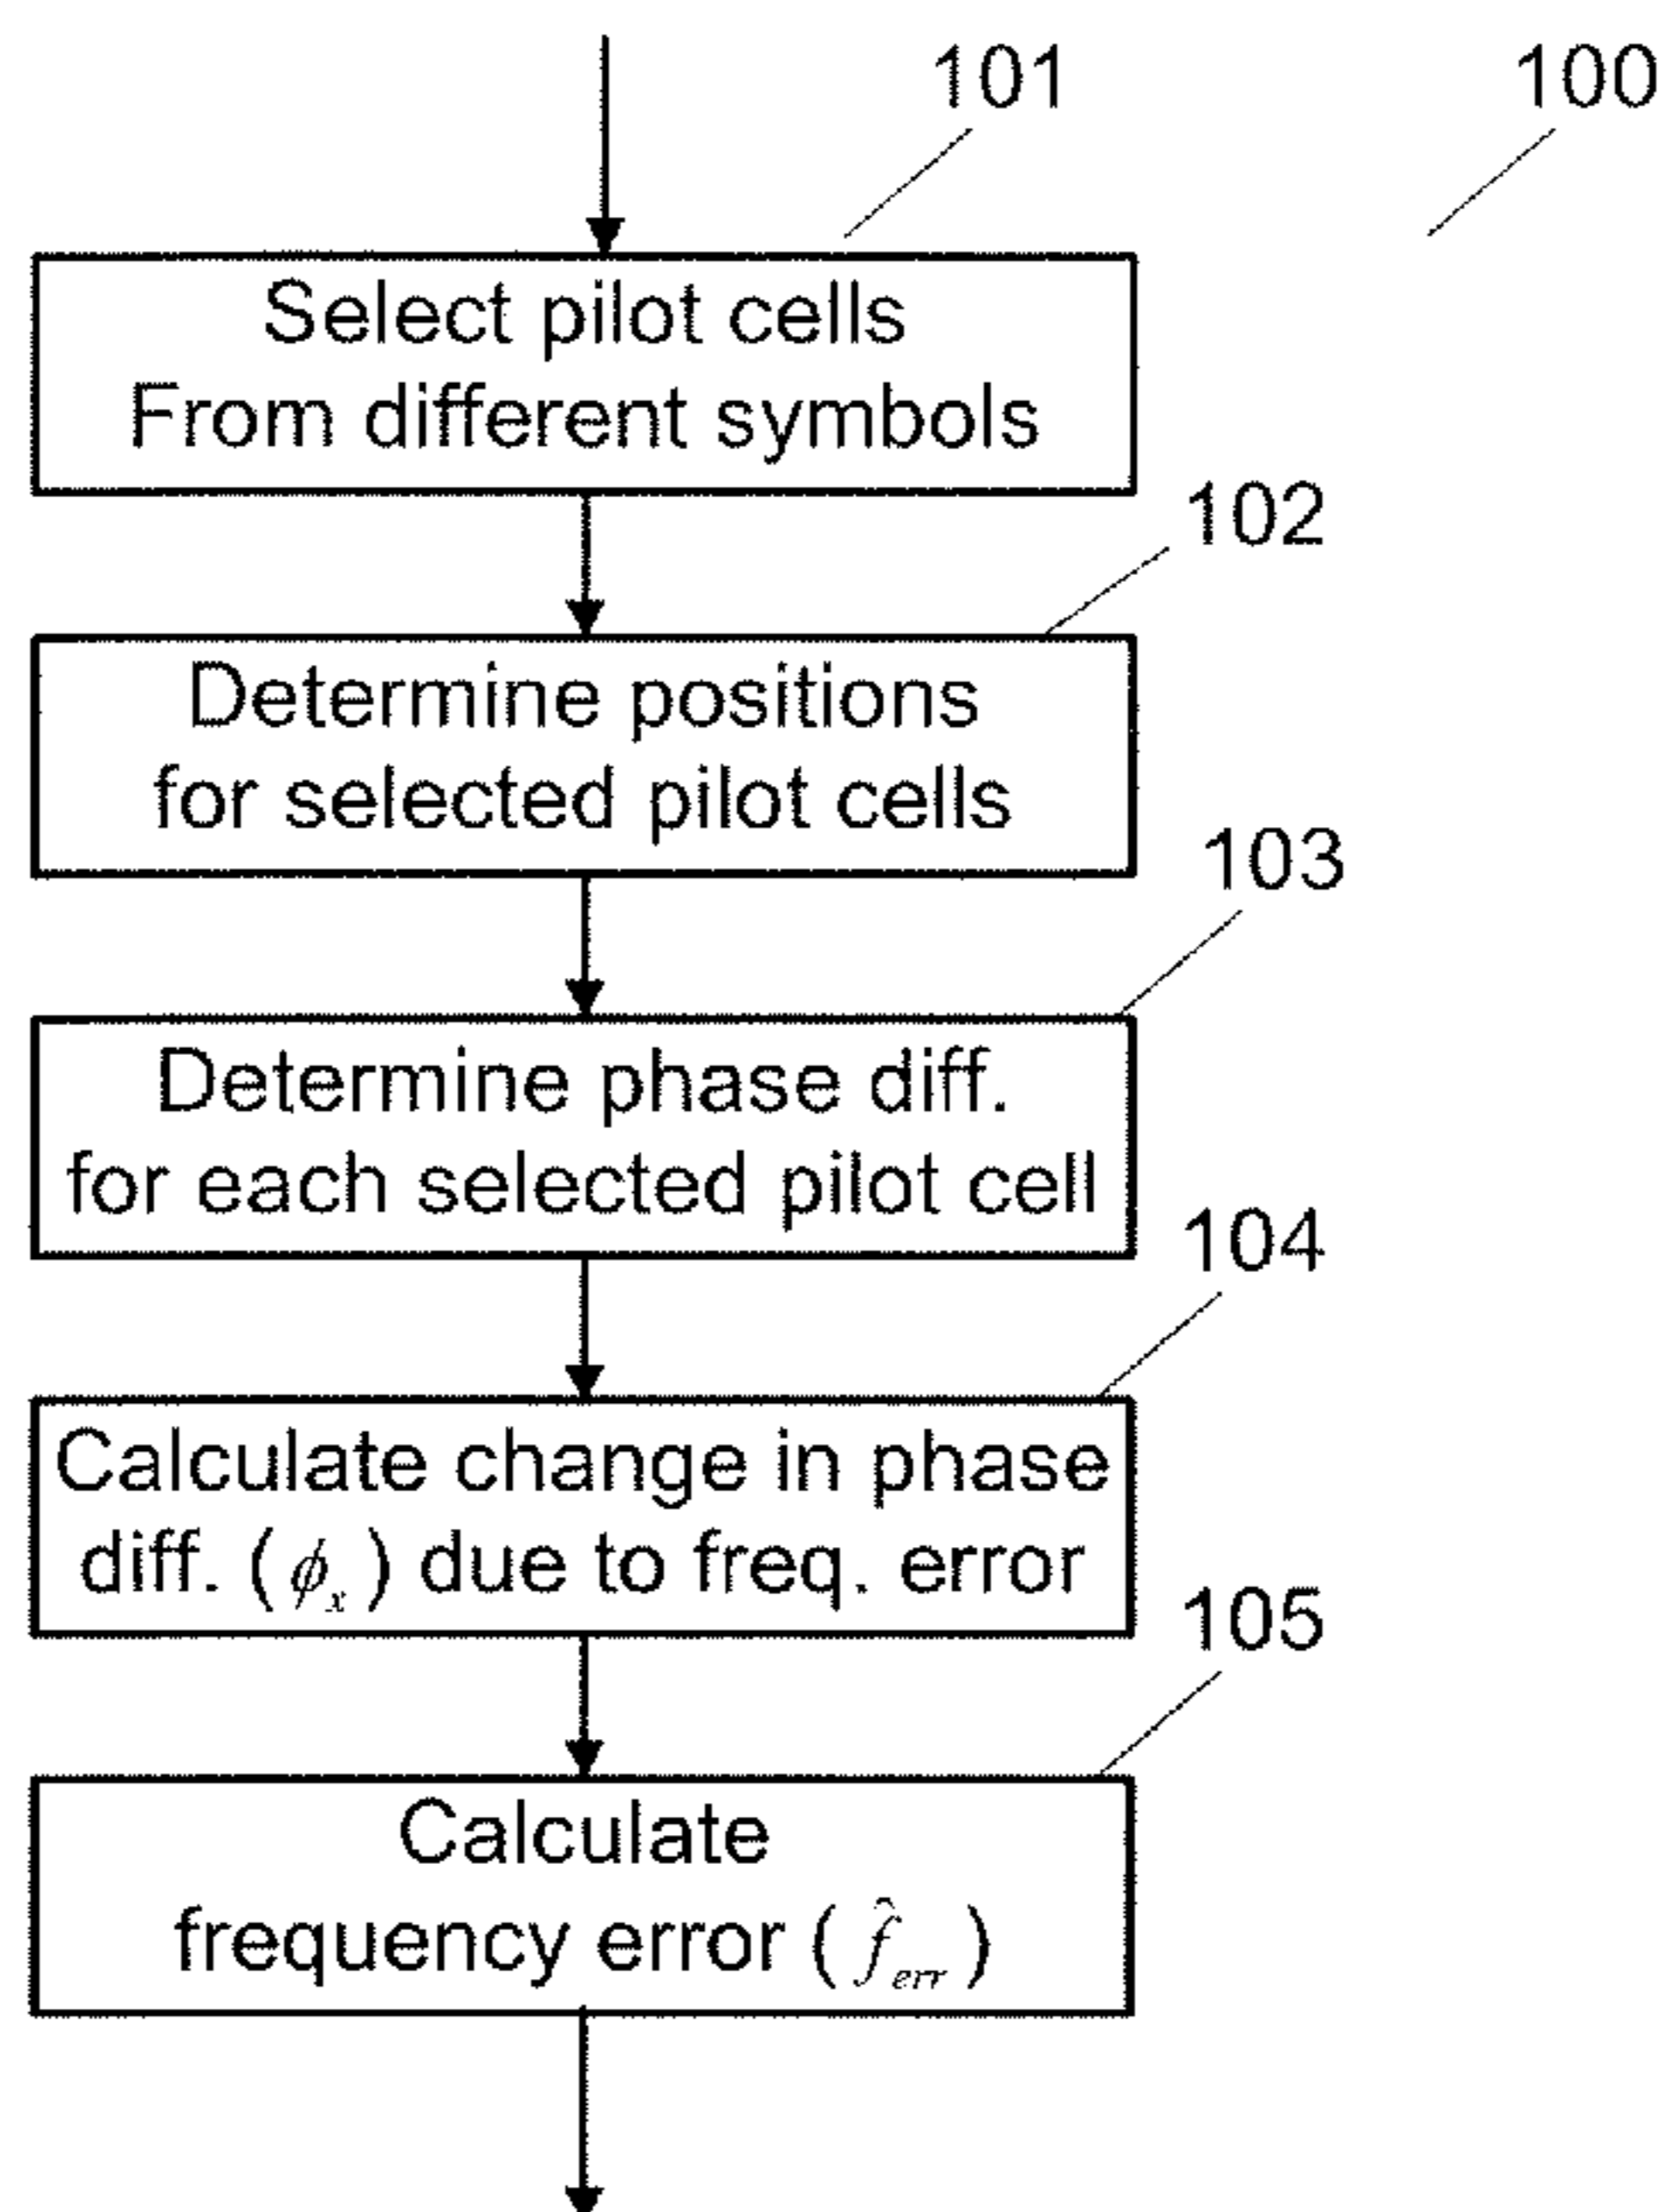 101
100
Select pilot cells
From different symbols
102
Determine positions
for selected pilot cells
103
Determine phase diff.
for each selected pilot cell
104
Calculate change in phase
diff. (ϕₓ) due to freq. error
105
Calculate
frequency error (f̂_err)